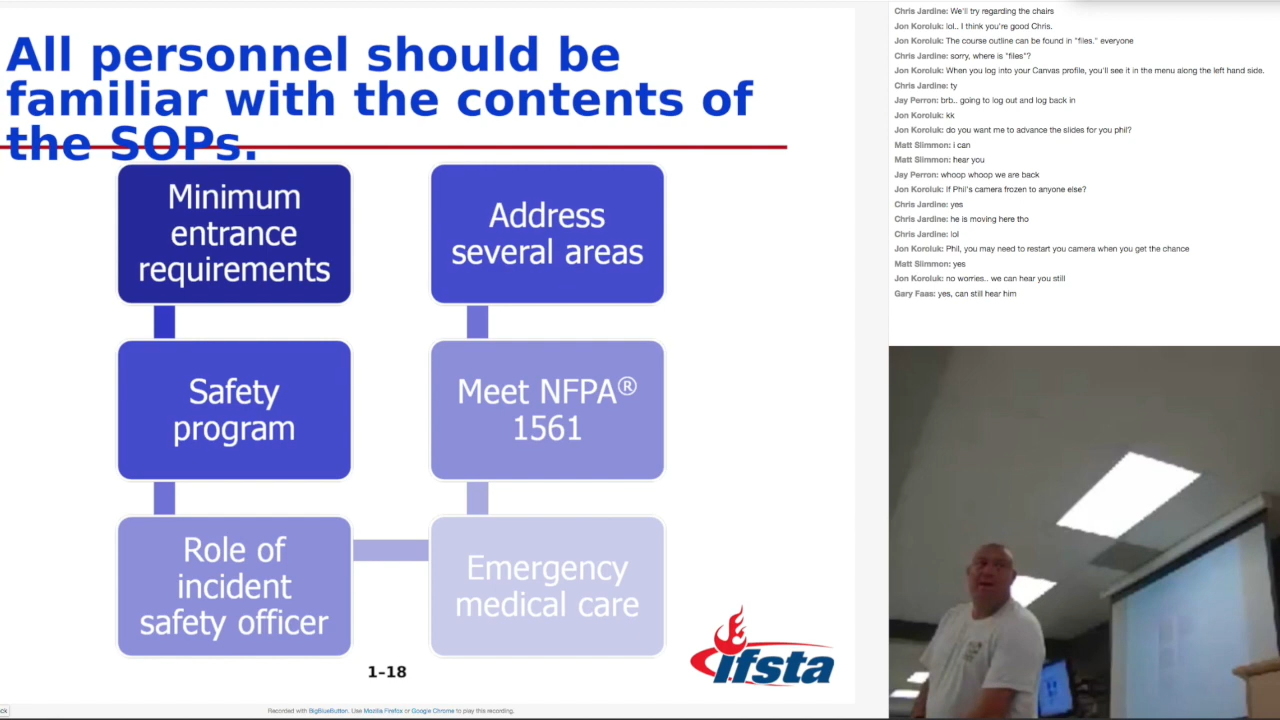 All personnel should be
familiar with the contents of
the SOPs.
Minimum
entrance
requirements
Address
several areas
Safety
program
Meet NFPA®
1561
Role of
incident
safety officer
Emergency
medical care
1-18
ifsta
ck
Recorded with BigBlueButton. Use Mozilla Firefox or Google Chrome to play this recording.
Chris Jardine: We'll try regarding the chairs
Jon Koroluk: lol.. I think you're good Chris.
Jon Koroluk: The course outline can be found in "files." everyone
Chris Jardine: sorry, where is "files"?
Jon Koroluk: When you log into your Canvas profile, you'll see it in the menu along the left hand side.
Chris Jardine: ty
Jay Perron: brb.. going to log out and log back in
Jon Koroluk: kk
Jon Koroluk: do you want me to advance the slides for you phil?
Matt Slimmon: i can
Matt Slimmon: hear you
Jay Perron: whoop whoop we are back
Jon Koroluk: If Phil's camera frozen to anyone else?
Chris Jardine: yes
Chris Jardine: he is moving here tho
Chris Jardine: lol
Jon Koroluk: Phil, you may need to restart you camera when you get the chance
Matt Slimmon: yes
Jon Koroluk: no worries.. we can hear you still
Gary Faas: yes, can still hear him